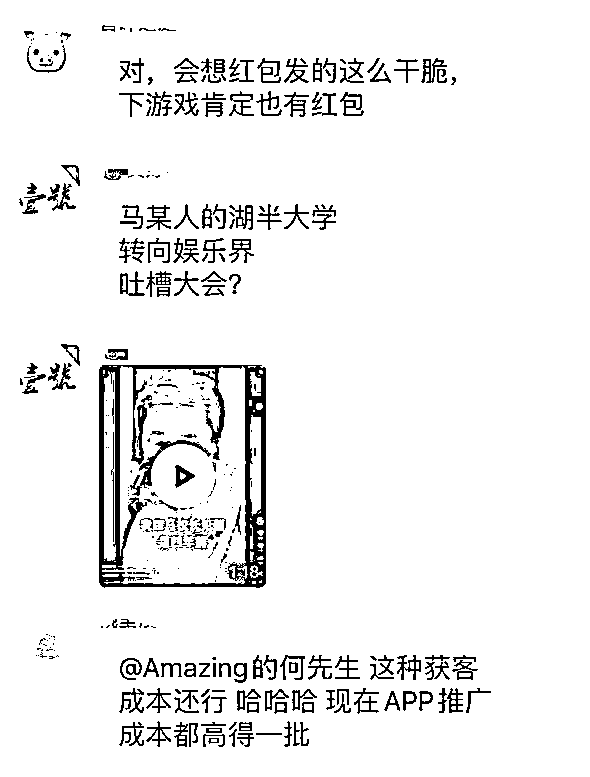 对，会想红包发的这么干脆，
下游戏肯定也有红包
壹號
马某人的湖半大学
转向娱乐界
吐槽大会？
壹號
1:18
@Amazing的何先生 这种获客
成本还行 哈哈哈 现在APP推广
成本都高得一批